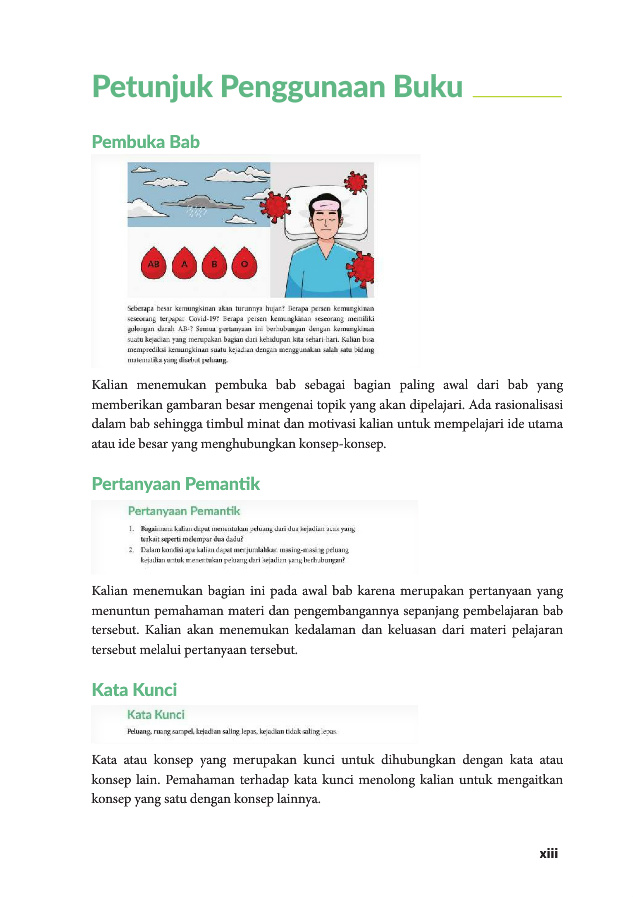 Petunjuk Penggunaan Buku
Pembuka Bab
AB A B O
Seberapa besar kemungkinan akan turunnya hujan? Berapa persen kemungkinan
seseorang terpapar Covid-19? Berapa persen kemungkinan seseorang memiliki
golongan darah AB-? Semua pertanyaan ini berhubungan dengan kemungkinan
suatu kejadian yang merupakan bagian dari kehidupan kita sehari-hari. Kalian bisa
memprediksi kemungkinan suatu kejadian dengan menggunakan salah satu bidang
matematika yang disebut peluang.
Kalian menemukan pembuka bab sebagai bagian paling awal dari bab yang
memberikan gambaran besar mengenai topik yang akan dipelajari. Ada rasionalisasi
dalam bab sehingga timbul minat dan motivasi kalian untuk mempelajari ide utama
atau ide besar yang menghubungkan konsep-konsep.
Pertanyaan Pemantik
Pertanyaan Pemantik
1. Bagaimana kalian dapat menentukan peluang dari dua kejadian acak yang
terkait seperti melempar dua dadu?
2. Dalam kondisi apa kalian dapat menjumlahkan masing-masing peluang
kejadian untuk menentukan peluang dari kejadian yang berhubungan?
Kalian menemukan bagian ini pada awal bab karena merupakan pertanyaan yang
menuntun pemahaman materi dan pengembangannya sepanjang pembelajaran bab
tersebut. Kalian akan menemukan kedalaman dan keluasan dari materi pelajaran
tersebut melalui pertanyaan tersebut.
Kata Kunci
Kata Kunci
Peluang, ruang sampel, kejadian saling lepas, kejadian tidak saling lepas.
Kata atau konsep yang merupakan kunci untuk dihubungkan dengan kata atau
konsep lain. Pemahaman terhadap kata kunci menolong kalian untuk mengaitkan
konsep yang satu dengan konsep lainnya.
xiii